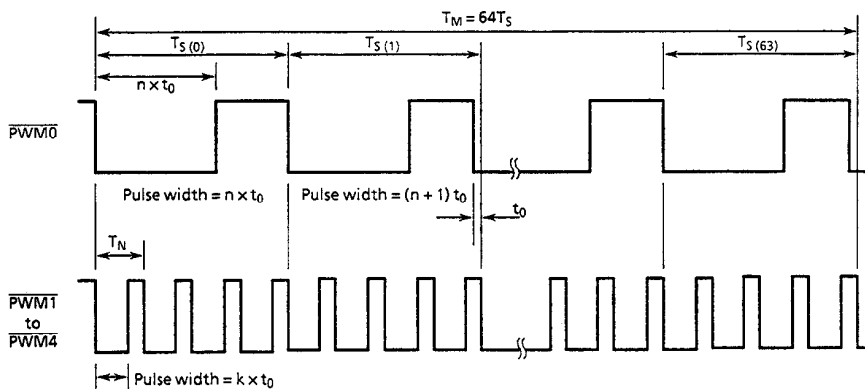 T_M = 64T_S
T_S (0)
T_S (1)
T_S (63)
n × t_0
PWM0
Pulse width = n × t_0
Pulse width = (n + 1) t_0
t_0
T_N
PWM1
to
PWM4
Pulse width = k × t_0